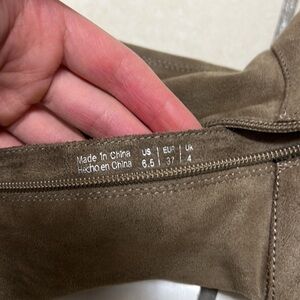 Made in China US | EUR | UK
Hecho en China 6.5 | 37 | 4